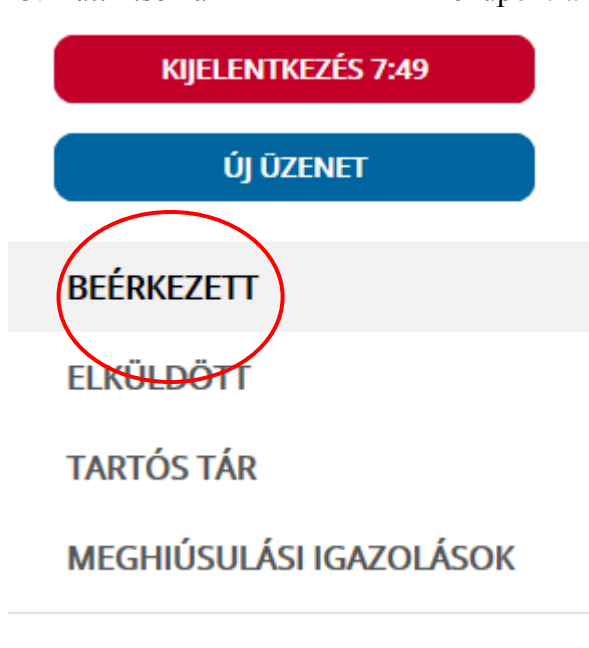 KIJELENTKEZÉS 7:49
ÚJ ÜZENET
BEÉRKEZETT
ELKÜLDÖTT
TARTÓS TÁR
MEGHIÚSULÁSI IGAZOLÁSOK